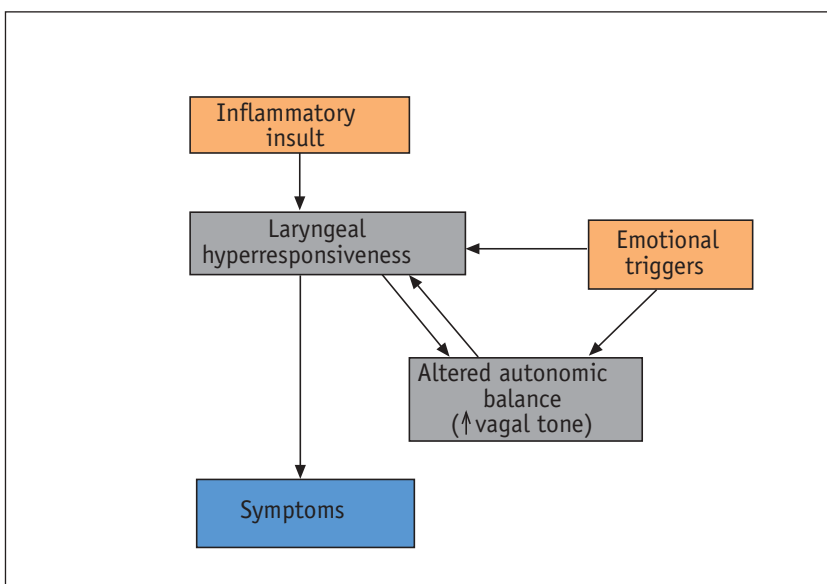 Inflammatory
insult
Laryngeal
hyperresponsiveness
Emotional
triggers
Altered autonomic
balance
(↑vagal tone)
Symptoms